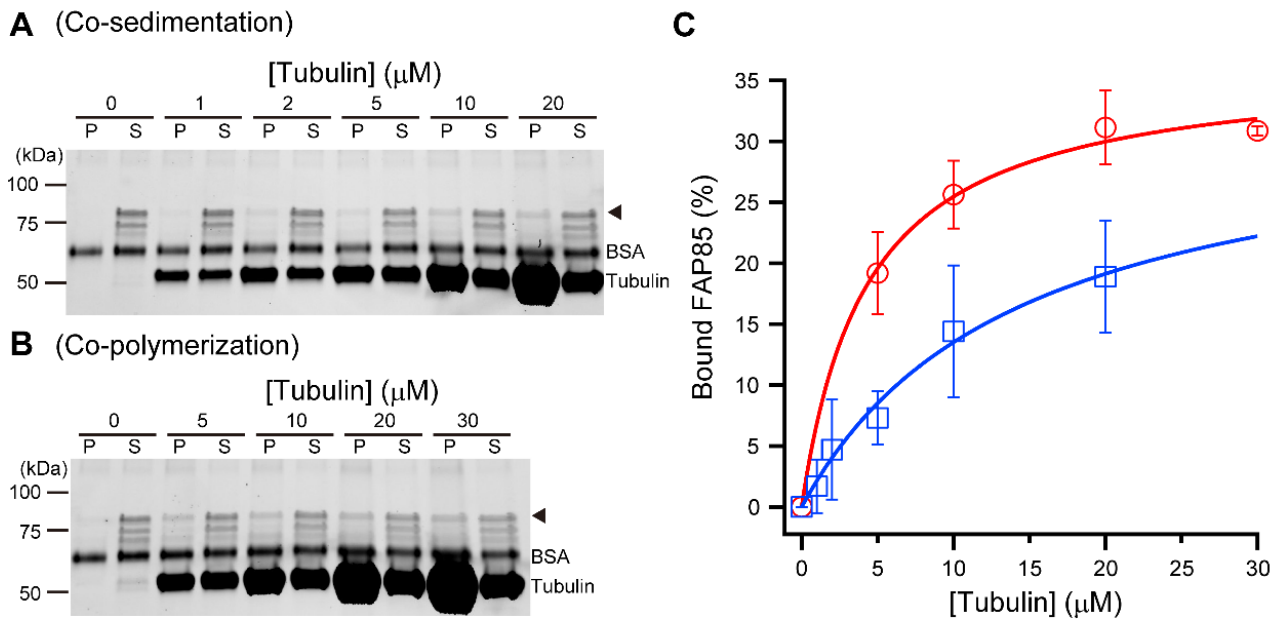 A (Co-sedimentation)
[Tubulin] (μM)
0 1 2 5 10 20
P S P S P S P S P S P S
(kDa)
100
75
50
BSA
Tubulin
B (Co-polymerization)
[Tubulin] (μM)
0 5 10 20 30
P S P S P S P S P S
(kDa)
100
75
50
BSA
Tubulin
C
Bound FAP85 (%)
35
30
25
20
15
10
5
0
0 5 10 20 30
[Tubulin] (μM)